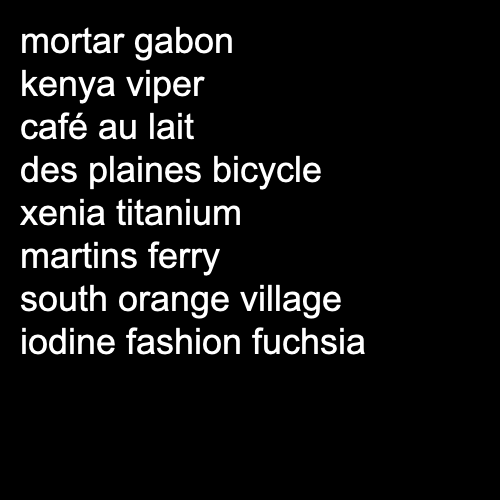 mortar gabon
kenya viper
café au lait
des plaines bicycle
xenia titanium
martins ferry
south orange village
iodine fashion fuchsia